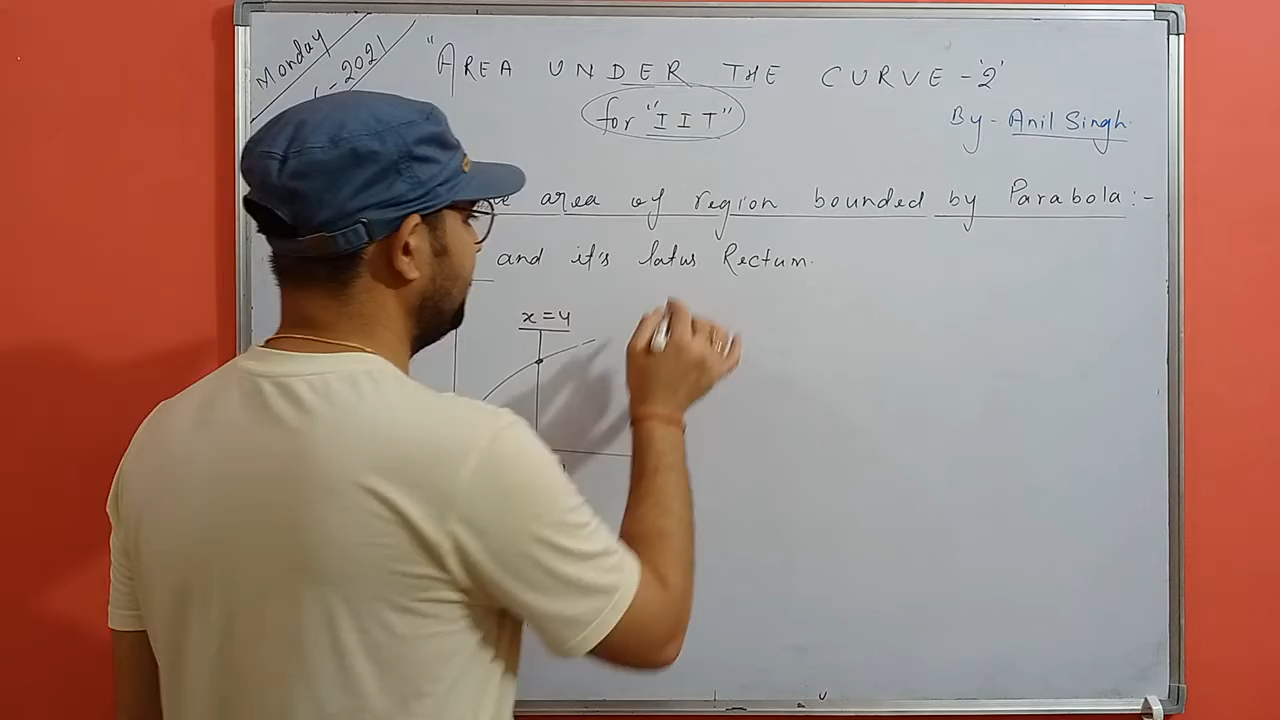 Monday
-2021
"AREA UNDER THE CURVE-'2'
for "IIT"
By- Anil Singh.
area of region bounded by Parabola:-
and it's latus Rectum.
x=4